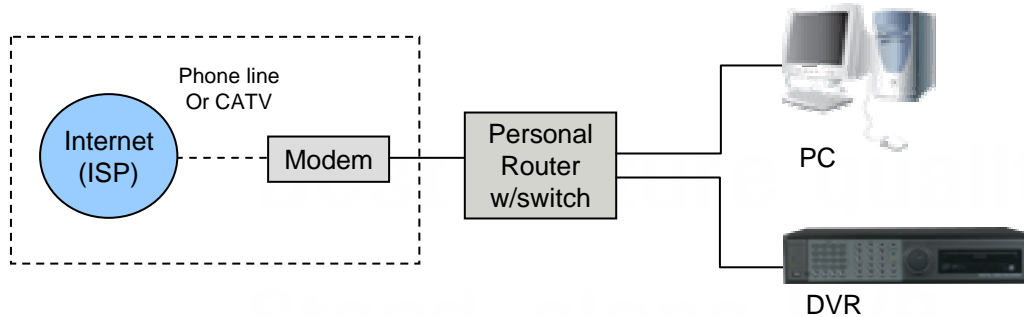 Phone line
Or CATV
Internet
(ISP)
Modem
Personal
Router
w/switch
PC
DVR